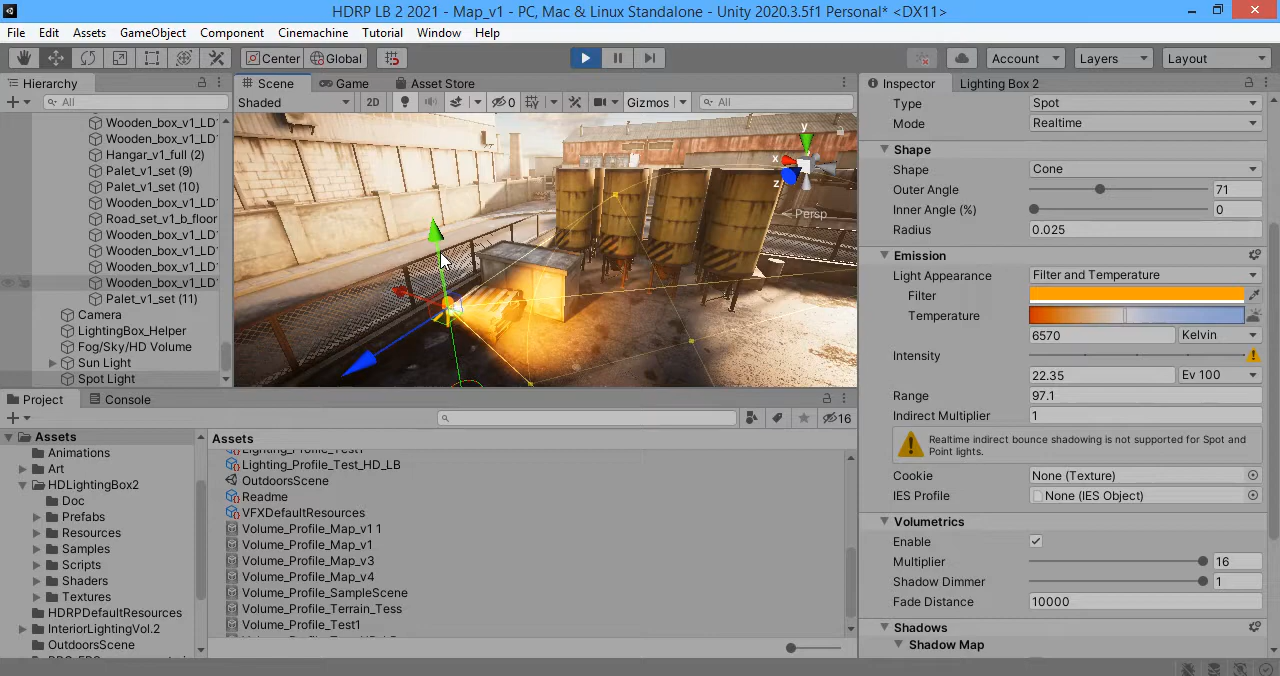 HDRP LB 2 2021 - Map_v1 - PC, Mac & Linux Standalone - Unity 2020.3.5f1 Personal* <DX11>
File Edit Assets GameObject Component Cinemachine Tutorial Window Help
Center Global Account Layers Layout
Hierarchy
All
Wooden_box_v1_LD
Wooden_box_v1_LD
Hangar_v1_full (2)
Palet_v1_set (9)
Palet_v1_set (10)
Wooden_box_v1_LD
Road_set_v1_b_floor
Wooden_box_v1_LD
Wooden_box_v1_LD
Wooden_box_v1_LD
Wooden_box_v1_LD
Palet_v1_set (11)
Camera
LightingBox_Helper
Fog/Sky/HD Volume
Sun Light
Spot Light
Scene Game Asset Store
Shaded 2D 0 Gizmos All
y
x
z
Persp
Project Console
16
Assets
Animations
Art
HDLightingBox2
Doc
Prefabs
Resources
Samples
Scripts
Shaders
Textures
HDRPDefaultResources
InteriorLightingVol.2
OutdoorsScene
Assets
Lighting_Profile_Test1
Lighting_Profile_Test_HD_LB
OutdoorsScene
Readme
VFXDefaultResources
Volume_Profile_Map_v1 1
Volume_Profile_Map_v1
Volume_Profile_Map_v3
Volume_Profile_Map_v4
Volume_Profile_SampleScene
Volume_Profile_Terrain_Tess
Volume_Profile_Test1
Inspector Lighting Box 2
Type Spot
Mode Realtime
Shape
Shape Cone
Outer Angle 71
Inner Angle (%) 0
Radius 0.025
Emission
Light Appearance Filter and Temperature
Filter
Temperature
6570 Kelvin
Intensity
22.35 Ev 100
Range 97.1
Indirect Multiplier 1
Realtime indirect bounce shadowing is not supported for Spot and
Point lights.
Cookie None (Texture)
IES Profile None (IES Object)
Volumetrics
Enable
Multiplier 16
Shadow Dimmer 1
Fade Distance 10000
Shadows
Shadow Map